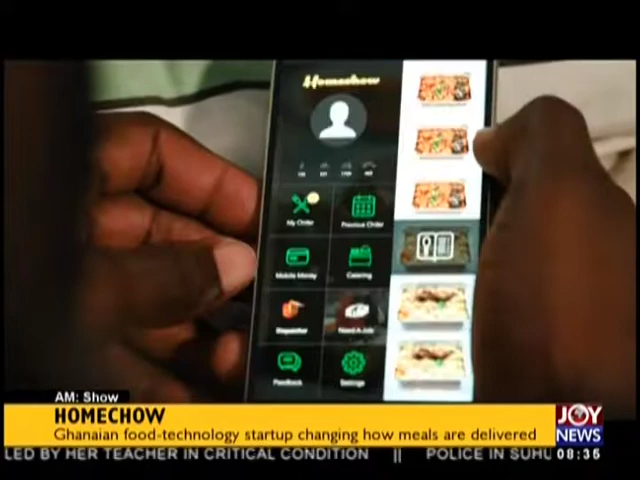 Homechow
My Order
Previous Order
Mobile Money
Catering
Dispatcher
Need A Job
Feedback
Settings
AM: Show
HOMECHOW
Ghanaian food-technology startup changing how meals are delivered
JOY
NEWS
LED BY HER TEACHER IN CRITICAL CONDITION || POLICE IN SUHU
08:35